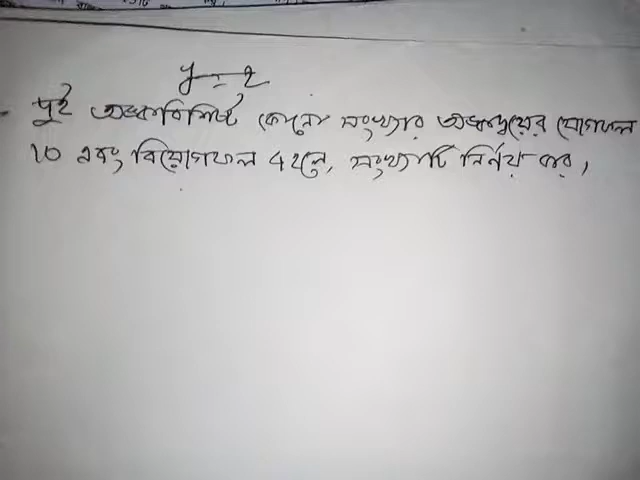 y = 2
দুই অঙ্কবিশিষ্ট কোনো সংখ্যার অঙ্কদ্বয়ের যোগফল
10 এবং বিয়োগফল 4 হলে, সংখ্যাটি নির্ণয় কর,